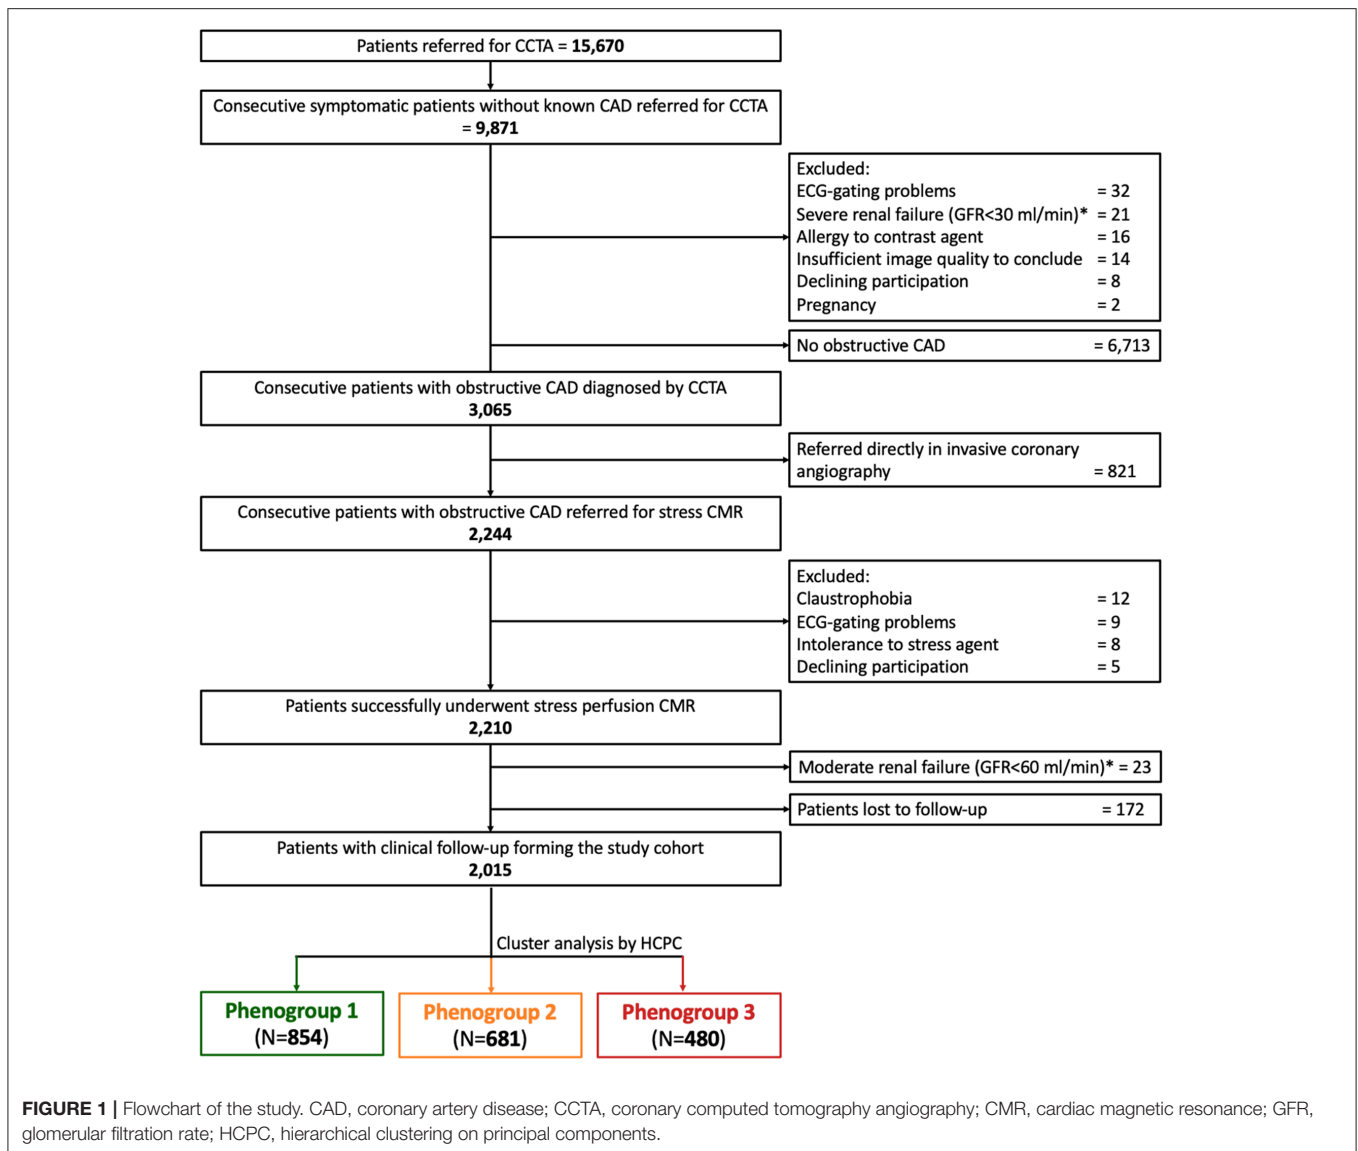 Patients referred for CCTA = 15,670
Consecutive symptomatic patients without known CAD referred for CCTA
= 9,871
Excluded:
ECG-gating problems = 32
Severe renal failure (GFR<30 ml/min)* = 21
Allergy to contrast agent = 16
Insufficient image quality to conclude = 14
Declining participation = 8
Pregnancy = 2
No obstructive CAD = 6,713
Consecutive patients with obstructive CAD diagnosed by CCTA
3,065
Referred directly in invasive coronary
angiography = 821
Consecutive patients with obstructive CAD referred for stress CMR
2,244
Excluded:
Claustrophobia = 12
ECG-gating problems = 9
Intolerance to stress agent = 8
Declining participation = 5
Patients successfully underwent stress perfusion CMR
2,210
Moderate renal failure (GFR<60 ml/min)* = 23
Patients lost to follow-up = 172
Patients with clinical follow-up forming the study cohort
2,015
Cluster analysis by HCPC
Phenogroup 1
(N=854)
Phenogroup 2
(N=681)
Phenogroup 3
(N=480)
FIGURE 1 | Flowchart of the study. CAD, coronary artery disease; CCTA, coronary computed tomography angiography; CMR, cardiac magnetic resonance; GFR,
glomerular filtration rate; HCPC, hierarchical clustering on principal components.